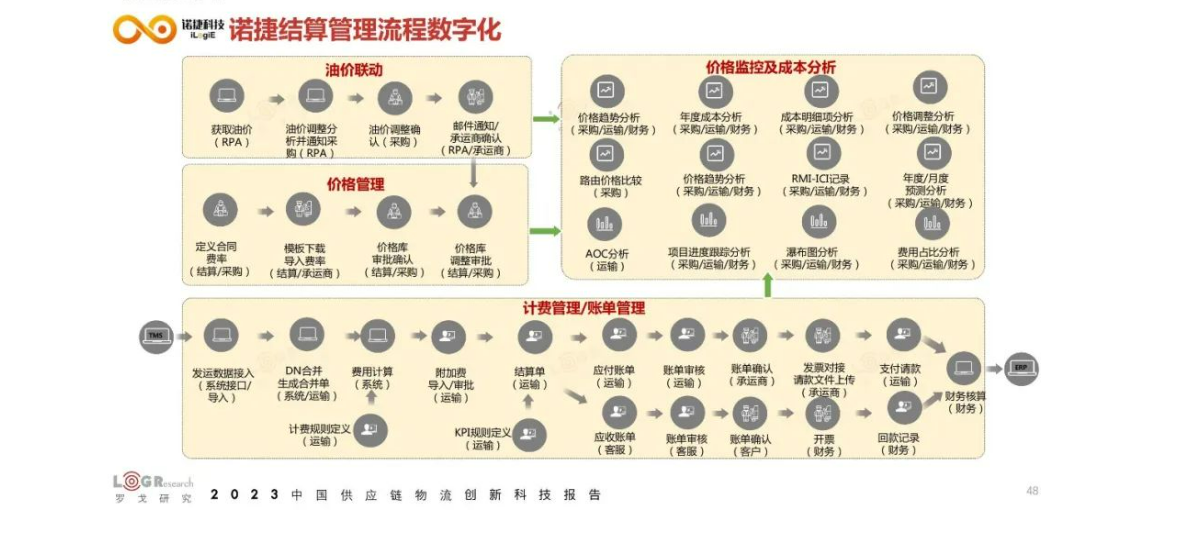 诺捷科技
iLogiE
诺捷结算管理流程数字化
油价联动
获取油价
（RPA）
油价调整分
析并通知采
购（RPA）
油价调整确
认（采购）
邮件通知/
承运商确认
（RPA/承运商）
价格管理
定义合同
费率
（结算/采购）
模板下载
导入费率
（结算/承运商）
价格库
审批确认
（结算/采购）
价格库
调整审批
（结算/采购）
价格监控及成本分析
价格趋势分析
（采购/运输/财务）
年度成本分析
（采购/运输/财务）
成本明细项分析
（采购/运输/财务）
价格调整分析
（采购/运输/财务）
路由价格比较
（采购）
价格趋势分析
（采购/运输/财务）
RMI-ICI记录
（采购/运输/财务）
年度/月度
预测分析
（采购/运输/财务）
AOC分析
（运输）
项目进度跟踪分析
（采购/运输/财务）
瀑布图分析
（采购/运输/财务）
费用占比分析
（采购/运输/财务）
计费管理/账单管理
TMS
发运数据接入
（系统接口/
导入）
DN合并
生成合并单
（系统/运输）
费用计算
（系统）
附加费
导入/审批
（运输）
结算单
（运输）
应付账单
（运输）
账单审核
（运输）
账单确认
（承运商）
发票对接
请款文件上传
（承运商）
支付请款
（运输）
财务核算
（财务）
ERP
计费规则定义
（运输）
KPI规则定义
（运输）
应收账单
（客服）
账单审核
（客服）
账单确认
（客户）
开票
（财务）
回款记录
（财务）
LOGResearch
罗戈研究
2023中国供应链物流创新科技报告
48